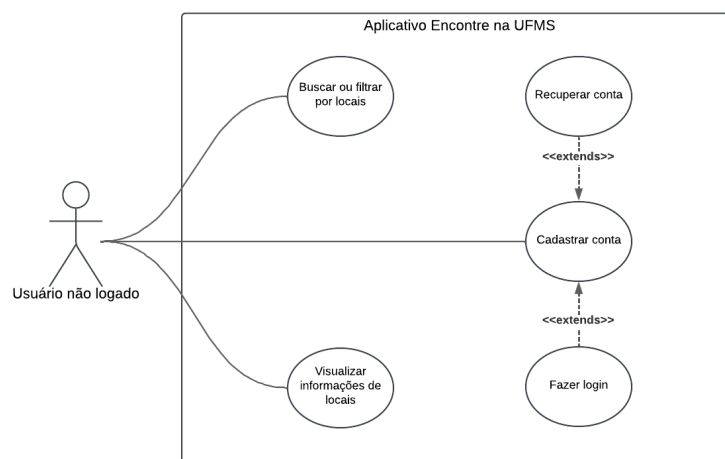 Aplicativo Encontre na UFMS
Buscar ou filtrar
por locais
Recuperar conta
<<extends>>
Cadastrar conta
Usuário não logado
<<extends>>
Visualizar
informações de
locais
Fazer login